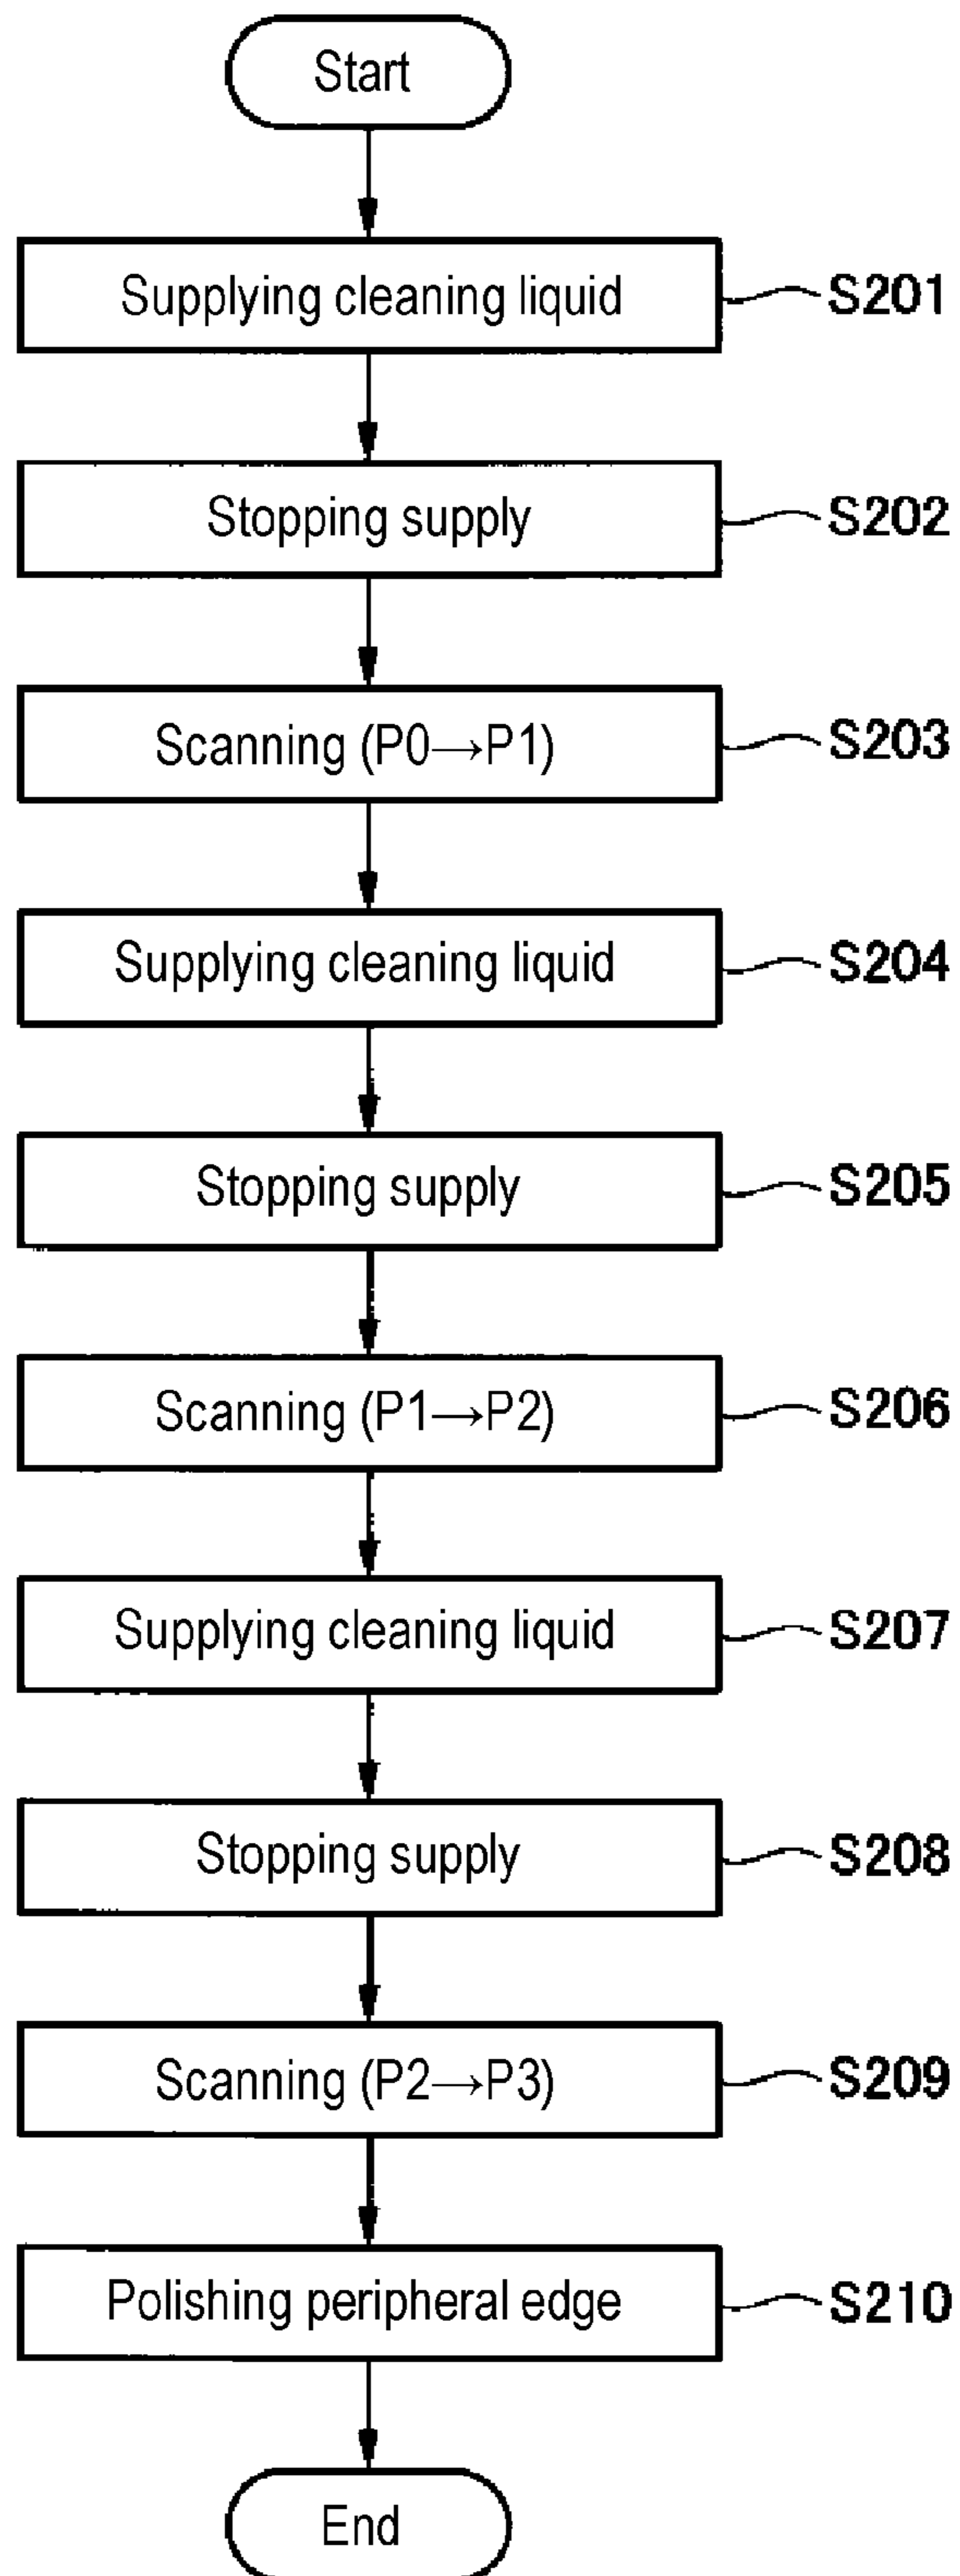 Start
Supplying cleaning liquid S201
Stopping supply S202
Scanning (P0→P1) S203
Supplying cleaning liquid S204
Stopping supply S205
Scanning (P1→P2) S206
Supplying cleaning liquid S207
Stopping supply S208
Scanning (P2→P3) S209
Polishing peripheral edge S210
End